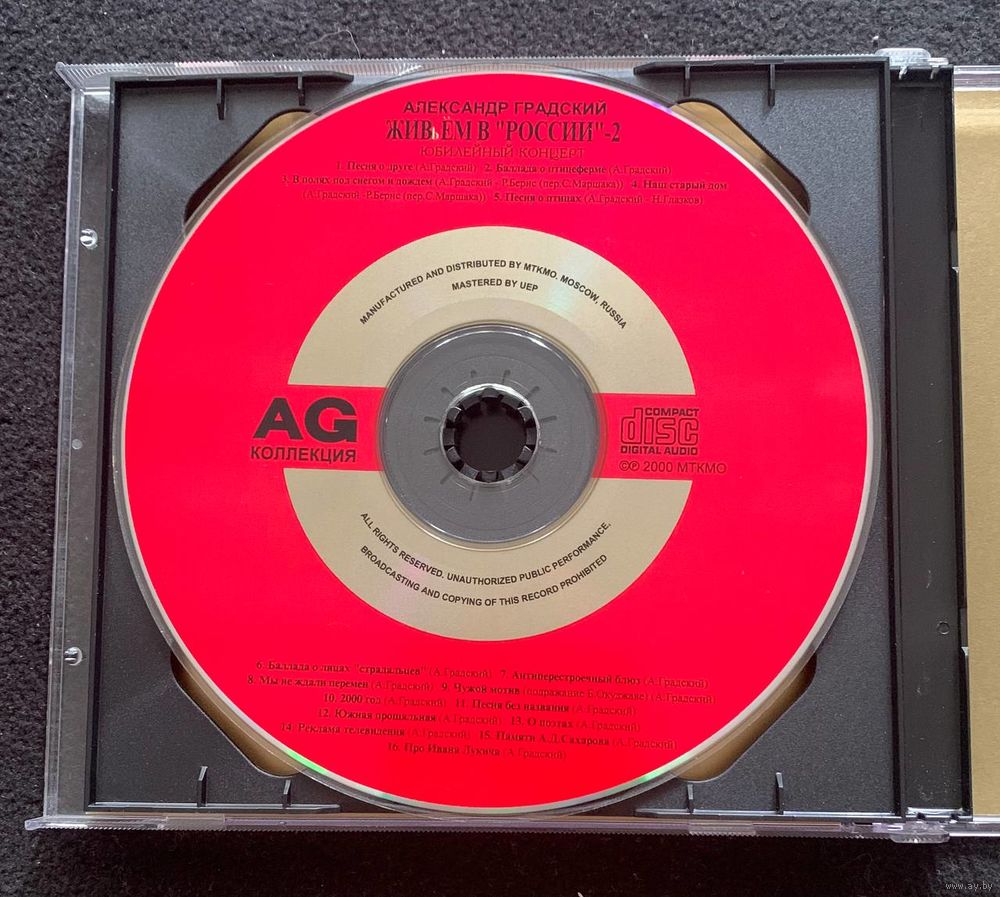 АЛЕКСАНДР ГРАДСКИЙ
ЖИВЬЁМ В "РОССИИ"-2
ЮБИЛЕЙНЫЙ КОНЦЕРТ
1. Песня о друге (А.Градский) 2. Баллада о птицеферме (А.Градский)
3. В полях под снегом и дождем (А.Градский - Р.Бернс (пер.С.Маршака)) 4. Наш старый дом
(А.Градский -Р.Бернс (пер.С.Маршака)) 5. Песня о птицах (А.Градский - Н.Глазков)
MANUFACTURED AND DISTRIBUTED BY MTKMO. MOSCOW, RUSSIA
MASTERED BY UEP
AG
КОЛЛЕКЦИЯ
COMPACT
disc
DIGITAL AUDIO
©℗ 2000 МТКМО
ALL RIGHTS RESERVED. UNAUTHORIZED PUBLIC PERFORMANCE,
BROADCASTING AND COPYING OF THIS RECORD PROHIBITED
6. Баллада о лицах "страдальцев" (А.Градский) 7. Антиперестроечный блюз (А.Градский)
8. Мы не ждали перемен (А.Градский) 9. Чужой мотив (подражание Б.Окуджаве) (А.Градский)
10. 2000 год (А.Градский) 11. Песня без названия (А.Градский)
12. Южная прощальная (А.Градский) 13. О поэтах (А.Градский)
14. Реклама телевидения (А.Градский) 15. Памяти А.Д.Сахарова (А.Градский)
16. Про Ивана Лукича (А.Градский)
www.ay.by